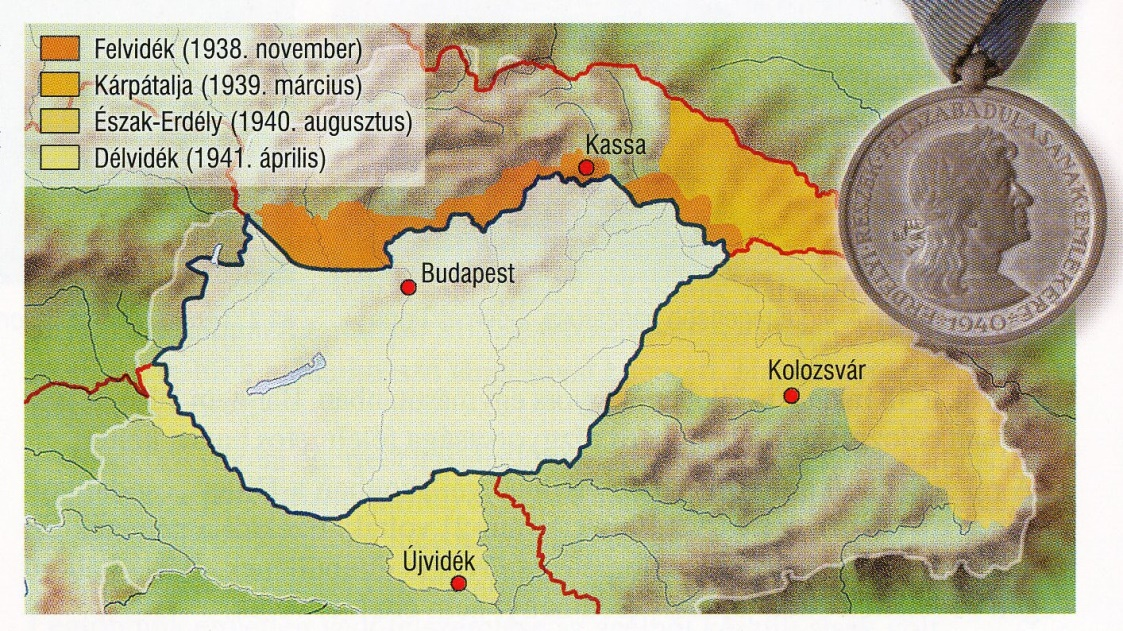 Felvidék (1938. november)
Kárpátalja (1939. március)
Észak-Erdély (1940. augusztus)
Délvidék (1941. április)
Kassa
Budapest
Kolozsvár
Újvidék
ERDÉLYI RÉSZEK FELSZABADULÁSÁNAK EMLÉKÉRE
1940